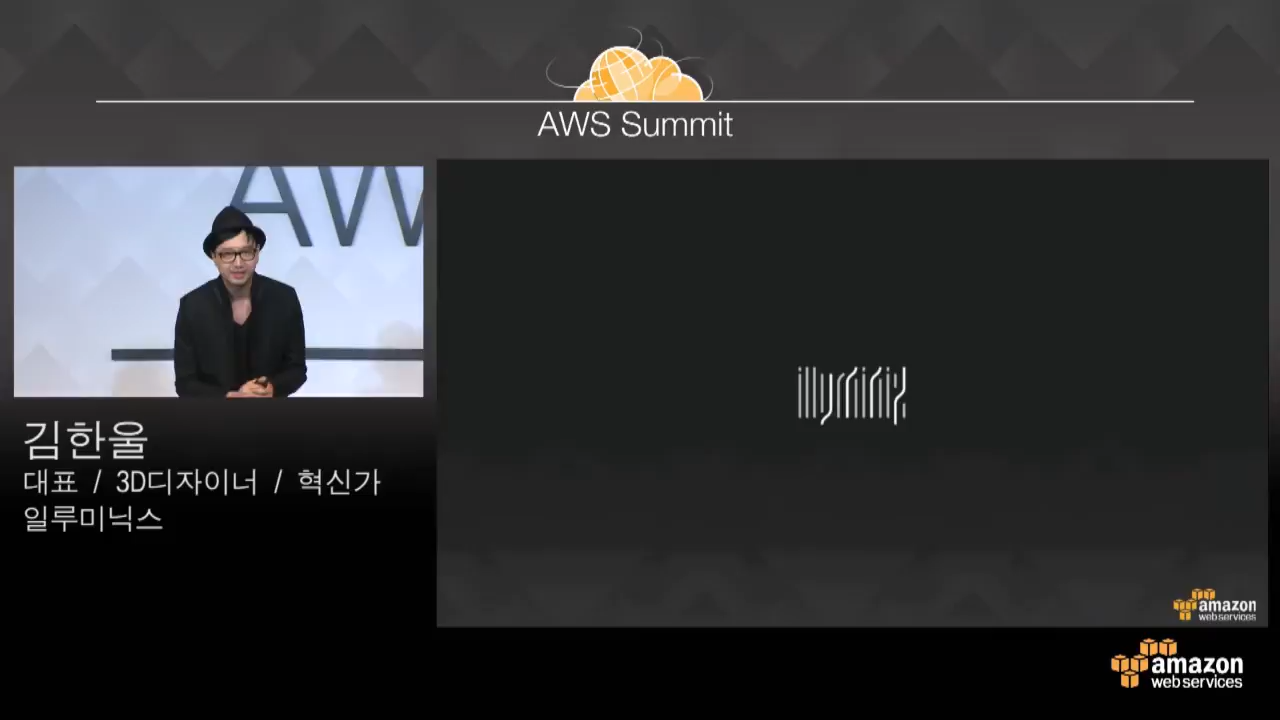 AWS Summit
AW
김한울
대표 / 3D디자이너 / 혁신가
일루미닉스
illuminix
amazon
web services
amazon
web services